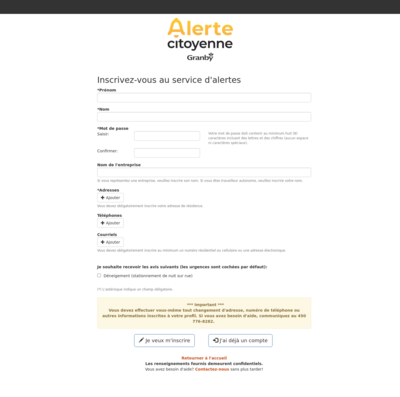 Alerte
citoyenne
Granby
Inscrivez-vous au service d'alertes
*Prénom
*Nom
*Mot de passe
Saisir:
Votre mot de passe doit contenir au minimum huit (8)
caractères incluant des lettres et des chiffres (aucun espace
ni caractères spéciaux).
Confirmer:
Nom de l'entreprise
Si vous représentez une entreprise, veuillez inscrire son nom. Si vous êtes travailleur autonome, veuillez inscrire votre nom.
*Adresses
+ Ajouter
Vous devez obligatoirement inscrire votre adresse de résidence.
Téléphones
+ Ajouter
Courriels
+ Ajouter
Vous devez obligatoirement inscrire au minimum un numéro résidentiel ou cellulaire ou une adresse électronique.
Je souhaite recevoir les avis suivants (les urgences sont cochées par défaut):
Déneigement (stationnement de nuit sur rue)
(*) L'astérisque indique un champ obligatoire.
*** Important ***
Vous devez effectuer vous-même tout changement d'adresse, numéro de téléphone ou
autres informations inscrites à votre profil. Si vous avez besoin d'aide, communiquez au 450
776-8282.
Je veux m'inscrire
J'ai déjà un compte
Retourner à l'accueil
Les renseignements fournis demeurent confidentiels.
Vous avez besoin d'aide? Contactez-nous sans plus tarder!